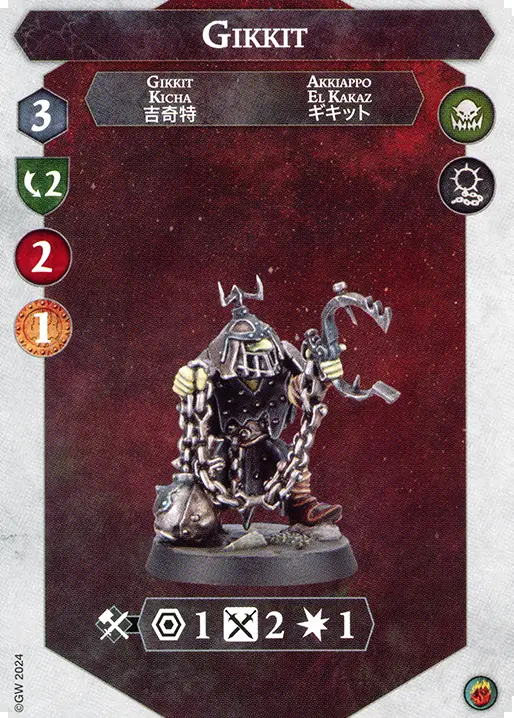 GIKKIT
GIKKIT
KICHA
吉奇特
AKKIAPPO
EL KAKAZ
ギキット
3
2
2
1
1 2 1
©GW 2024